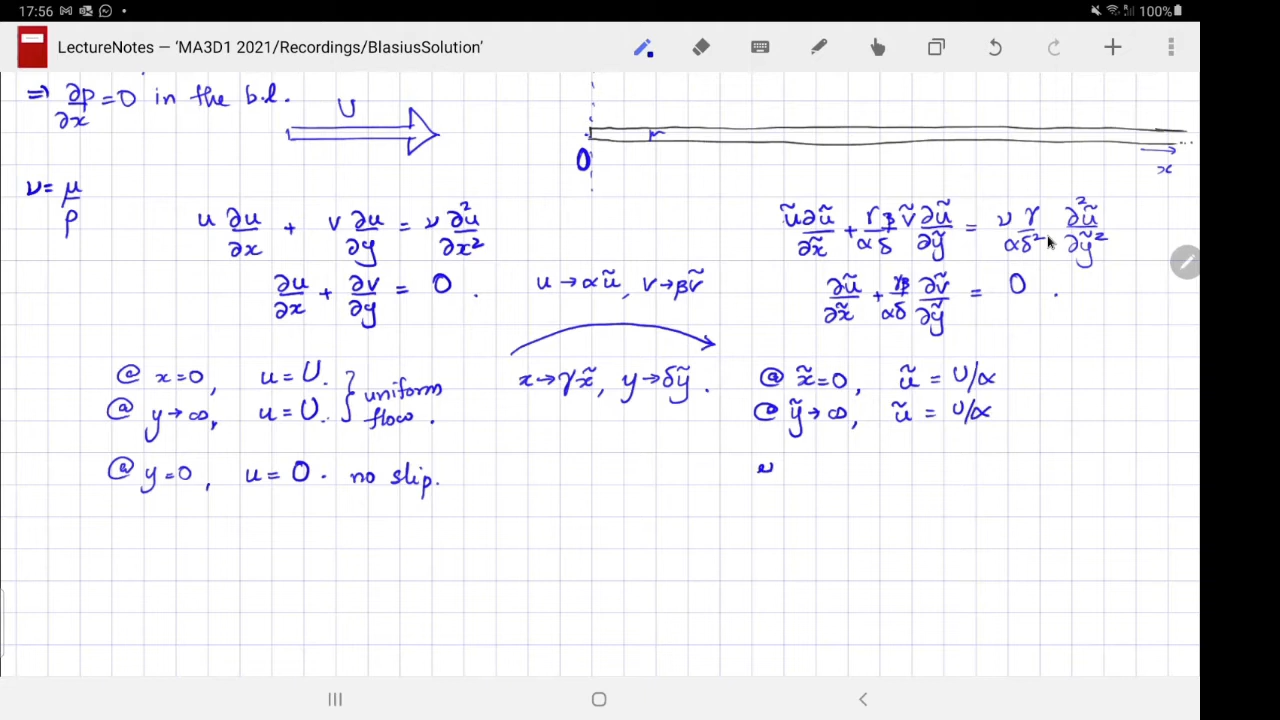 17:56 100%
LectureNotes — ‘MA3D1 2021/Recordings/BlasiusSolution’
⇒ ∂p/∂x = 0 in the b.l.
U
0
x
...
ν = μ/ρ
u ∂u/∂x + v ∂u/∂y = ν ∂²u/∂x²
∂u/∂x + ∂v/∂y = 0 .
u → αũ, v → βṽ
x → γx̃, y → δỹ .
ũ ∂ũ/∂x̃ + γβ/αδ ṽ ∂ũ/∂ỹ = ν γ/αδ² ∂²ũ/∂ỹ²
∂ũ/∂x̃ + γβ/αδ ∂ṽ/∂ỹ = 0 .
@ x=0, u = U. } uniform
@ y→∞, u = U. } flow .
@ y=0, u = 0. no slip.
@ x̃=0, ũ = U/α
@ ỹ→∞, ũ = U/α